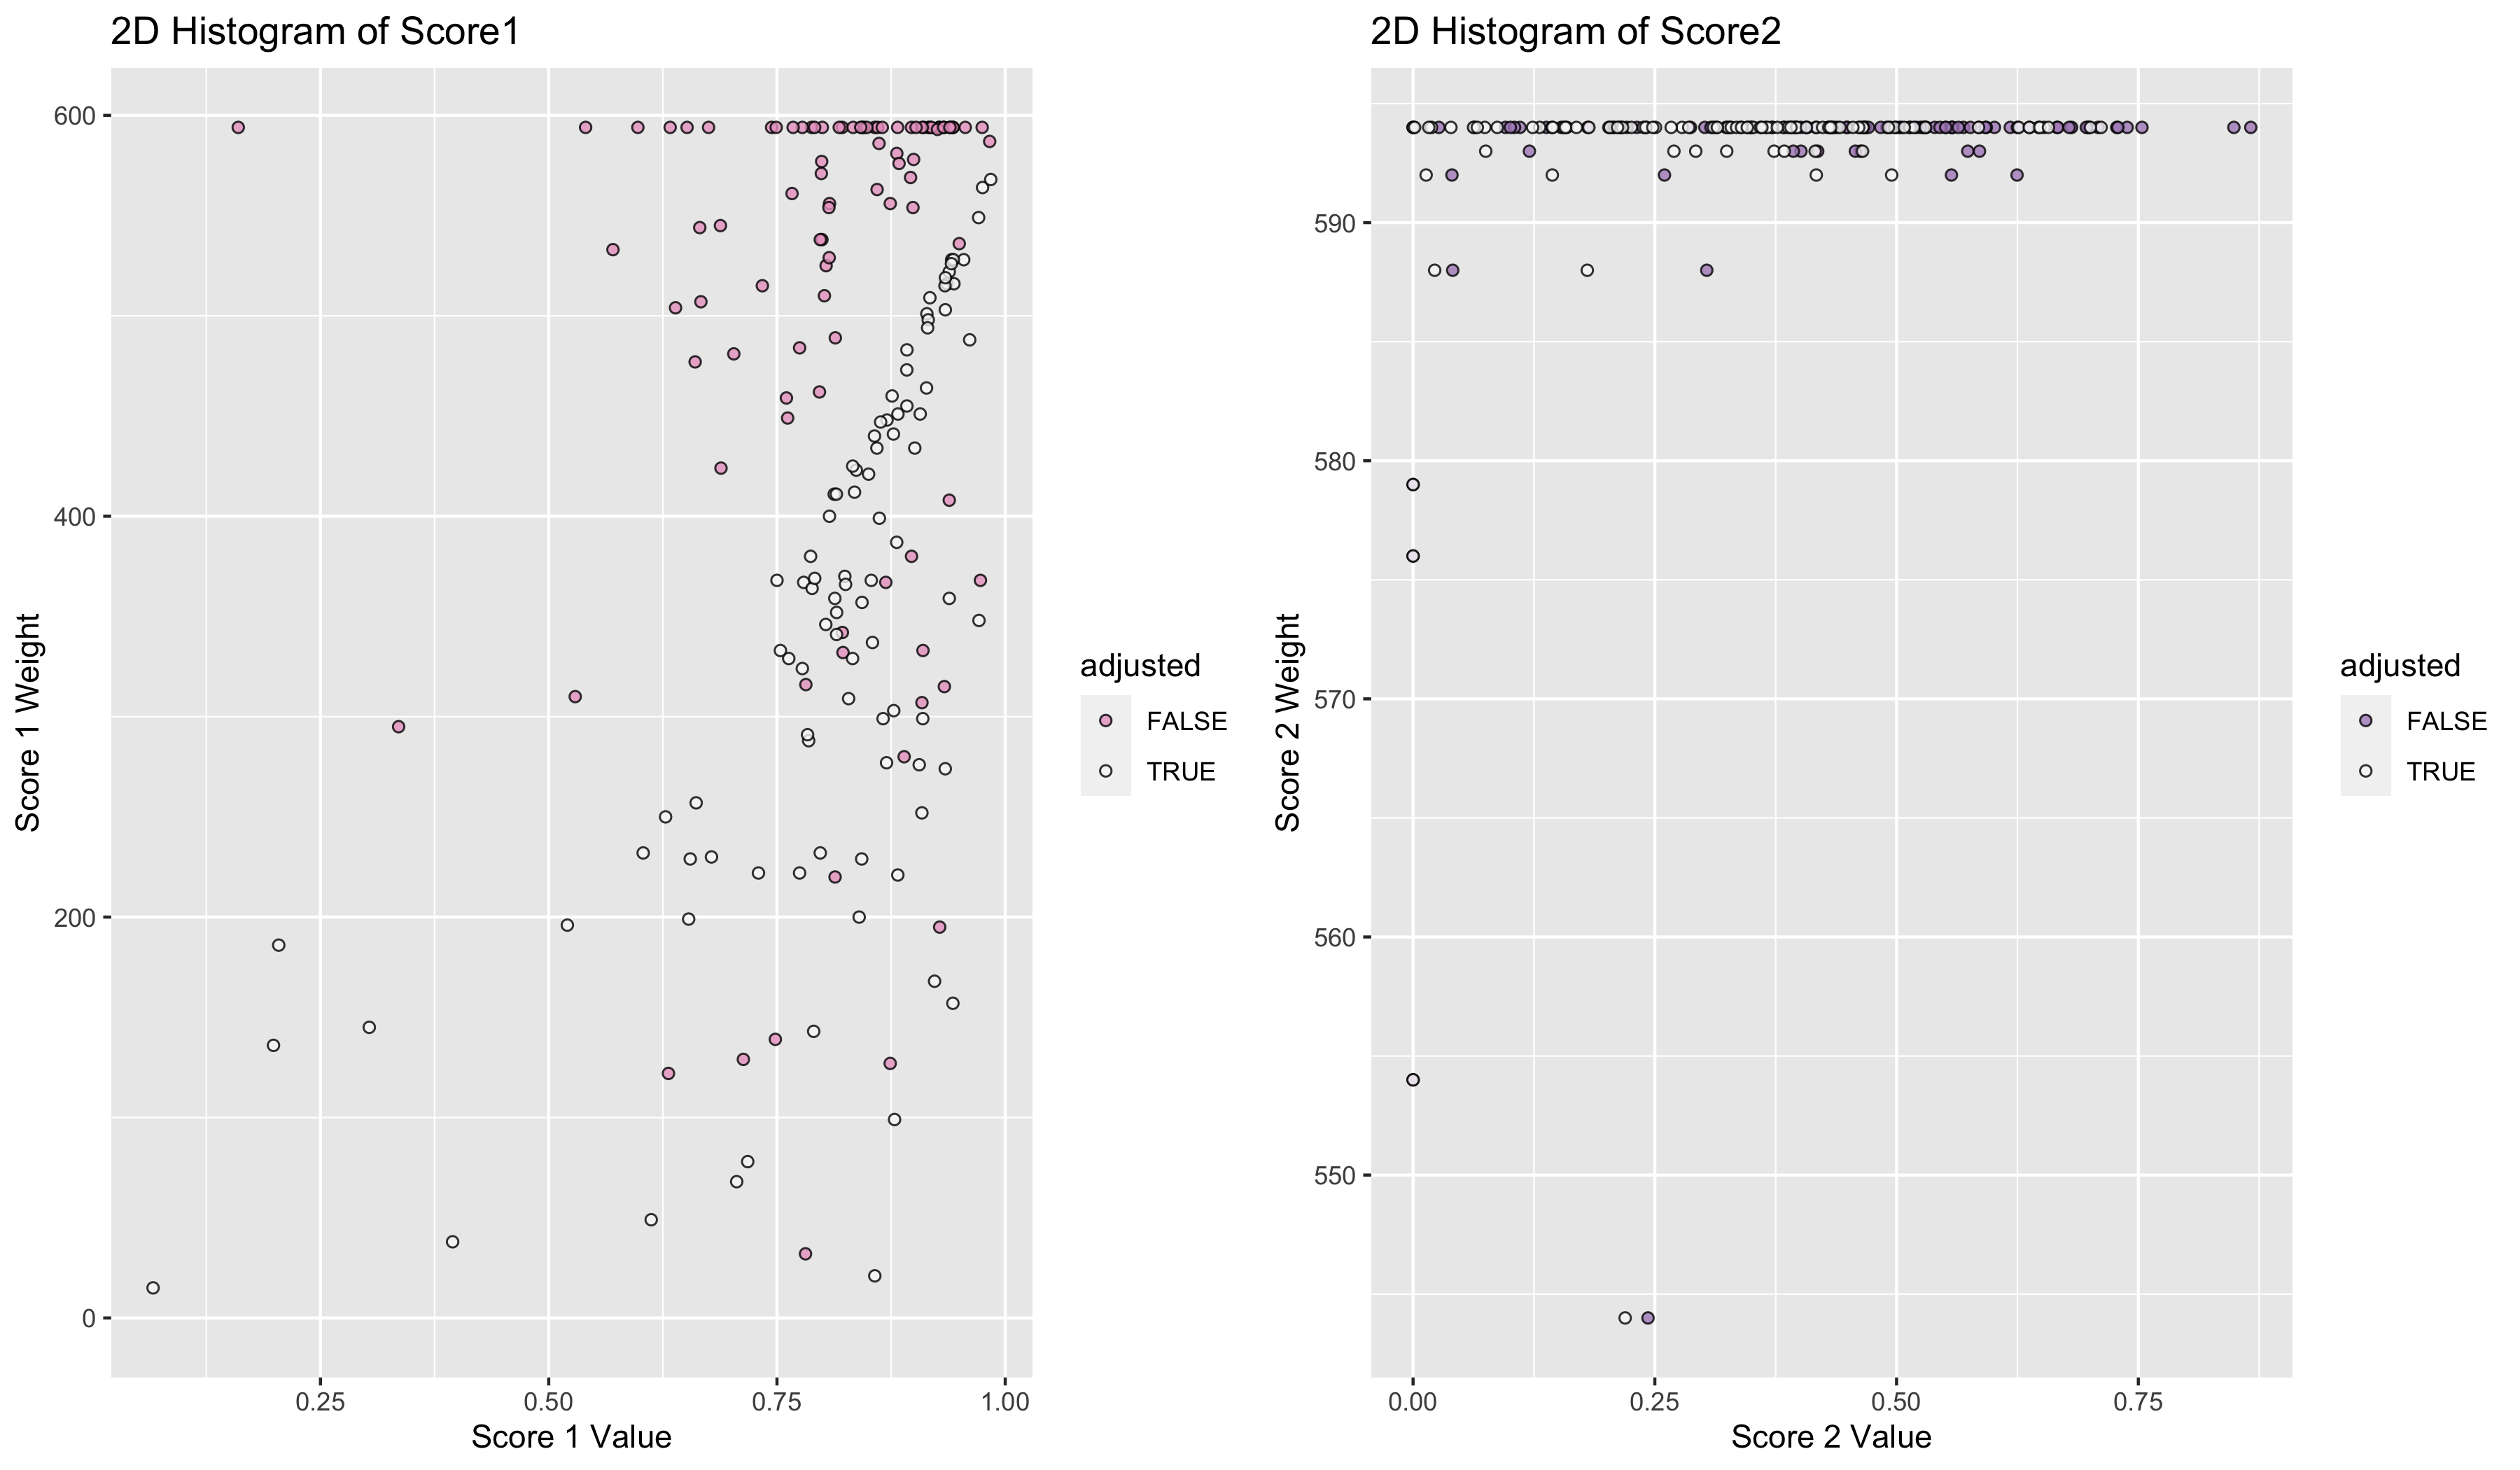 2D Histogram of Score1
600
400
200
0
Score 1 Weight
0.25 0.50 0.75 1.00
Score 1 Value
adjusted
FALSE
TRUE
2D Histogram of Score2
590
580
570
560
550
Score 2 Weight
0.00 0.25 0.50 0.75
Score 2 Value
adjusted
FALSE
TRUE